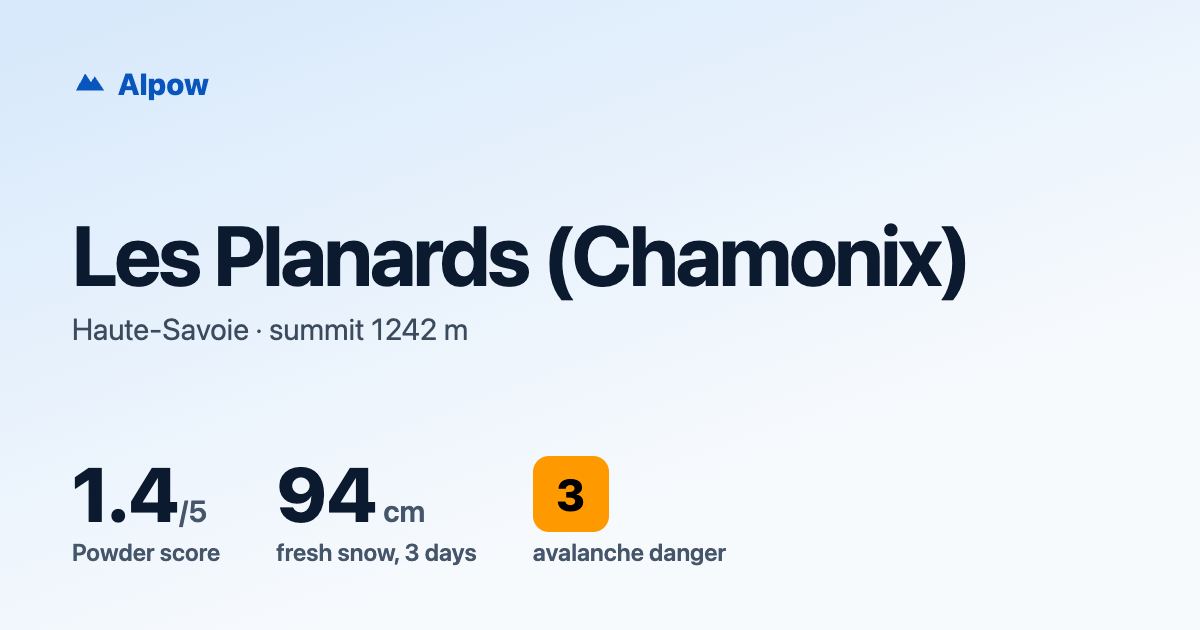 Alpow
Les Planards (Chamonix)
Haute-Savoie · summit 1242 m
1.4/5 94 cm 3
Powder score fresh snow, 3 days avalanche danger